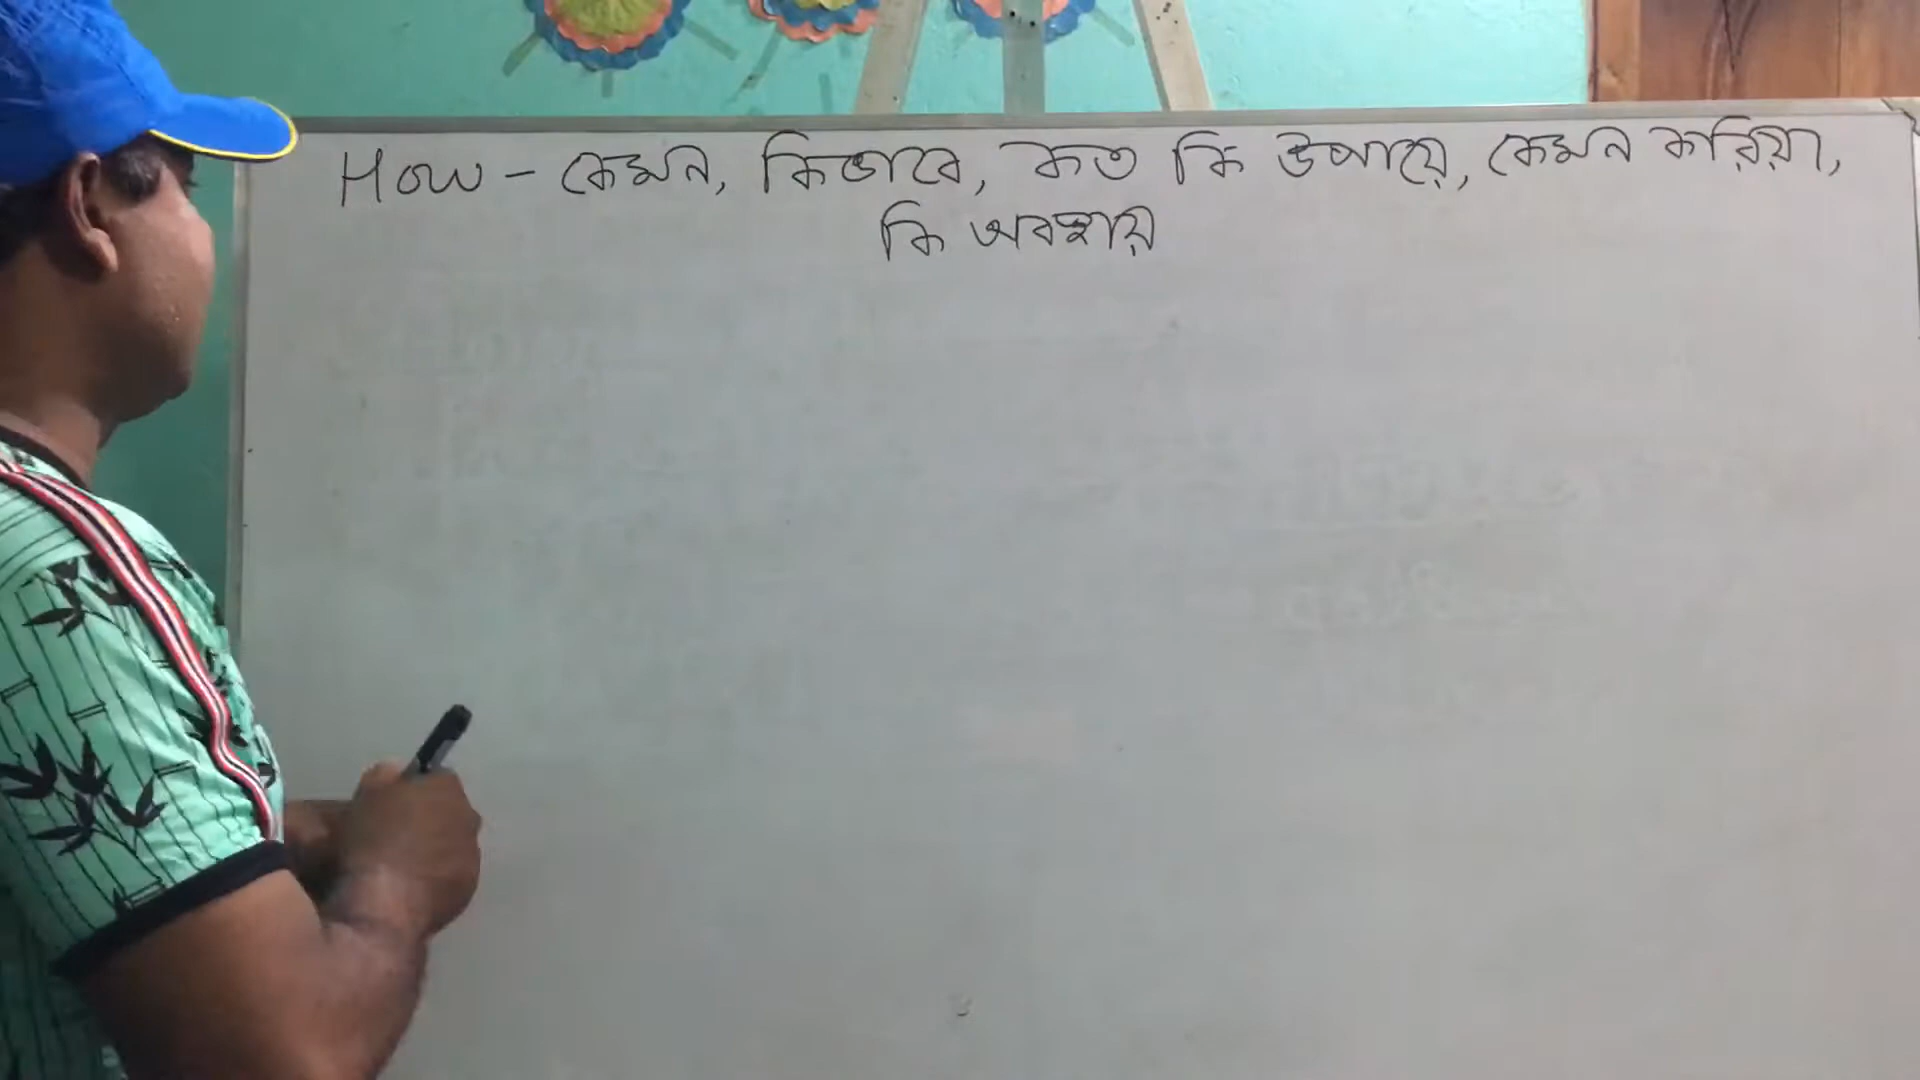 How - কেমন, কিভাবে, কত কি উপায়ে, কেমন করিয়া,
কি অবস্থায়